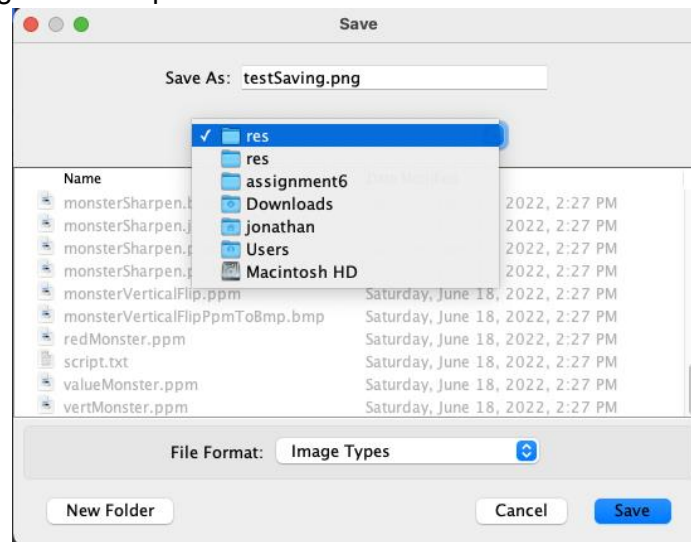 Save
Save As: testSaving.png
res
res
Name
assignment6
monsterSharpen. 2022, 2:27 PM
Downloads
monsterSharpen. 2022, 2:27 PM
jonathan
monsterSharpen. 2022, 2:27 PM
Users
monsterSharpen. 2022, 2:27 PM
Macintosh HD
monsterVerticalFlip.ppm Saturday, June 18, 2022, 2:27 PM
monsterVerticalFlipPpmToBmp.bmp Saturday, June 18, 2022, 2:27 PM
redMonster.ppm Saturday, June 18, 2022, 2:27 PM
script.txt Saturday, June 18, 2022, 2:27 PM
valueMonster.ppm Saturday, June 18, 2022, 2:27 PM
vertMonster.ppm Saturday, June 18, 2022, 2:27 PM
File Format: Image Types
New Folder Cancel Save